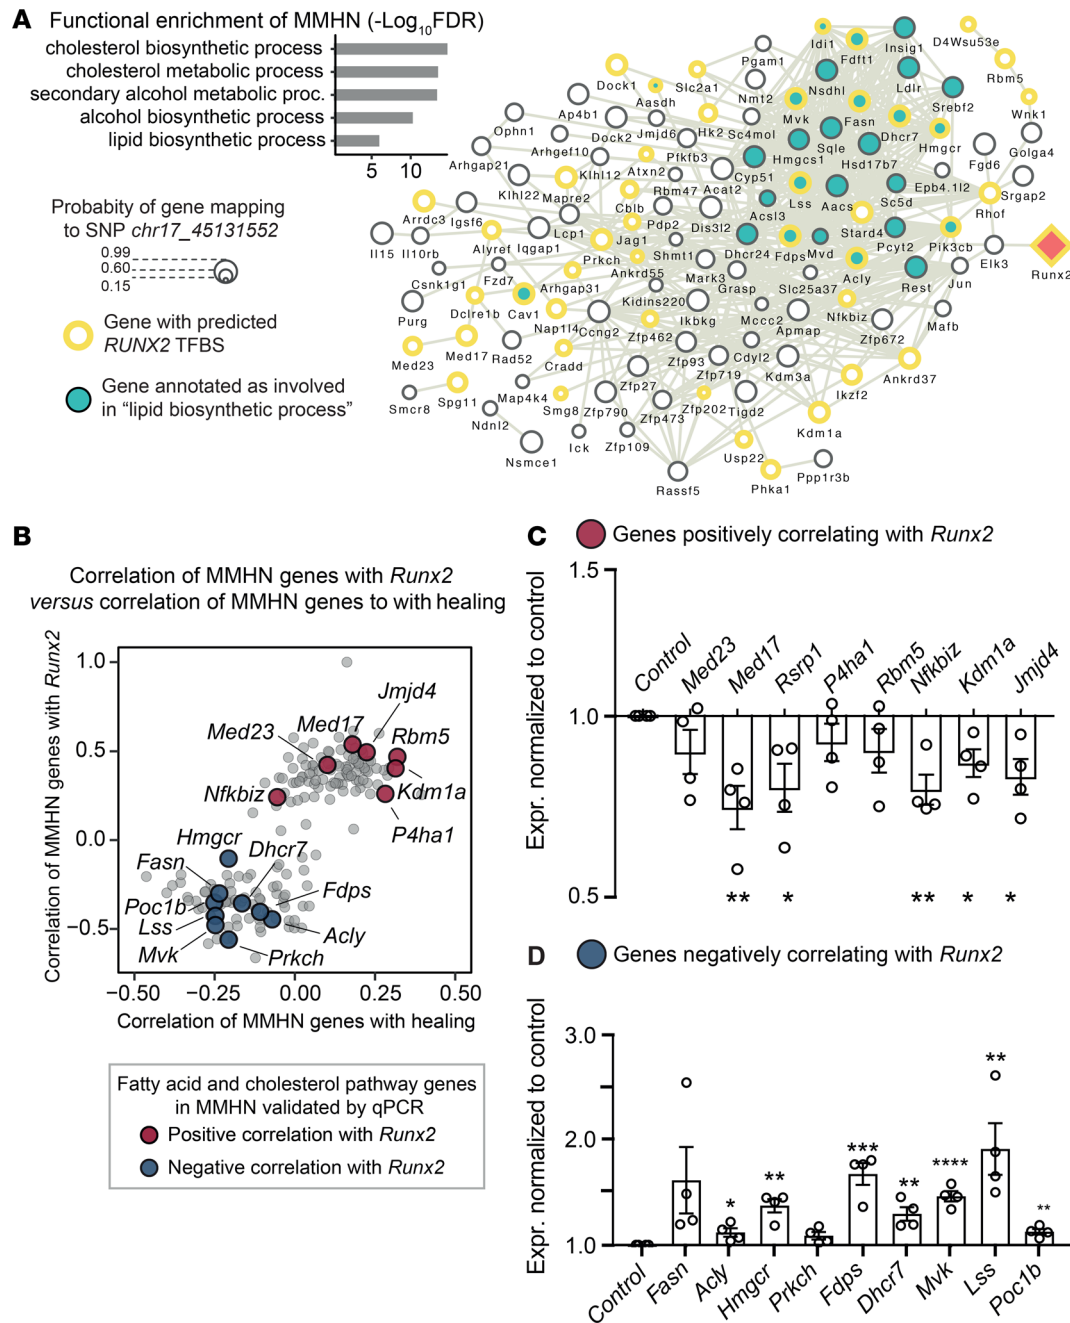 A Functional enrichment of MMHN (-Log10FDR)
cholesterol biosynthetic process
cholesterol metabolic process
secondary alcohol metabolic proc.
alcohol biosynthetic process
lipid biosynthetic process
5 10
Probabity of gene mapping
to SNP chr17_45131552
0.99
0.60
0.15
Gene with predicted
RUNX2 TFBS
Gene annotated as involved
in “lipid biosynthetic process”
Idi1 Fdft1 Insig1 D4Wsu53e
Pgam1 Rbm5
Dock1 Slc2a1 Nsdhl Ldlr
Aasdh Nmt2 Srebf2 Wnk1
Ap4b1 Mvk Fasn
Ophn1 Dock2 Jmjd6 Hk2 Sc4mol Dhcr7 Hmgcr Golga4
Arhgef10 Pfkfb3 Sqle
Arhgap21 Hmgcs1 Hsd17b7 Fgd6
Klhl12 Atxn2 Cyp51
Klhl22 Mapre2 Rbm47 Acat2 Epb4.1l2 Srgap2
Arrdc3 Igsf6 Cblb Acsl3 Lss Aacs Sc5d Rhof
Lcp1 Pdp2 Dis3l2 Stard4
Il15 Il10rb Alyref Iqgap1 Jag1 Dhcr24 Fdps Mvd Pcyt2 Pik3cb Elk3 Runx2
Prkch Shmt1
Csnk1g1 Fzd7 Arhgap31 Ankrd55 Mark3 Grasp Slc25a37 Acly Rest Jun
Purg Dclre1b Cav1 Nap1l4 Kidins220 Ikbkg Mccc2 Apmap Nfkbiz Mafb
Ccng2 Zfp462 Zfp672
Med23 Med17 Rad52 Cradd Zfp93 Cdyl2 Kdm3a Ankrd37
Zfp27 Zfp719
Smcr8 Spg11 Map4k4 Smg8 Zfp790 Zfp473 Zfp202 Tigd2 Ikzf2
Ndnl2 Kdm1a
Nsmce1 Ick Zfp109 Usp22
Rassf5 Phka1 Ppp1r3b
B
Correlation of MMHN genes with Runx2
versus correlation of MMHN genes to with healing
Correlation of MMHN genes with Runx2
1.0
0.5
0.0
−0.5
Jmjd4
Med23 Med17 Rbm5
Nfkbiz Kdm1a
P4ha1
Hmgcr Dhcr7
Fasn Fdps
Poc1b
Lss Acly
Mvk Prkch
−0.50 −0.25 0.00 0.25 0.50
Correlation of MMHN genes with healing
Fatty acid and cholesterol pathway genes
in MMHN validated by qPCR
Positive correlation with Runx2
Negative correlation with Runx2
C Genes positively correlating with Runx2
Expr. normalized to control
1.5
1.0
0.5
Control Med23 Med17 Rsrp1 P4ha1 Rbm5 Nfkbiz Kdm1a Jmjd4
** * ** * *
D Genes negatively correlating with Runx2
Expr. normalized to control
3.0
2.0
1.0
* ** *** ** **** ** **
Control Fasn Acly Hmgcr Prkch Fdps Dhcr7 Mvk Lss Poc1b